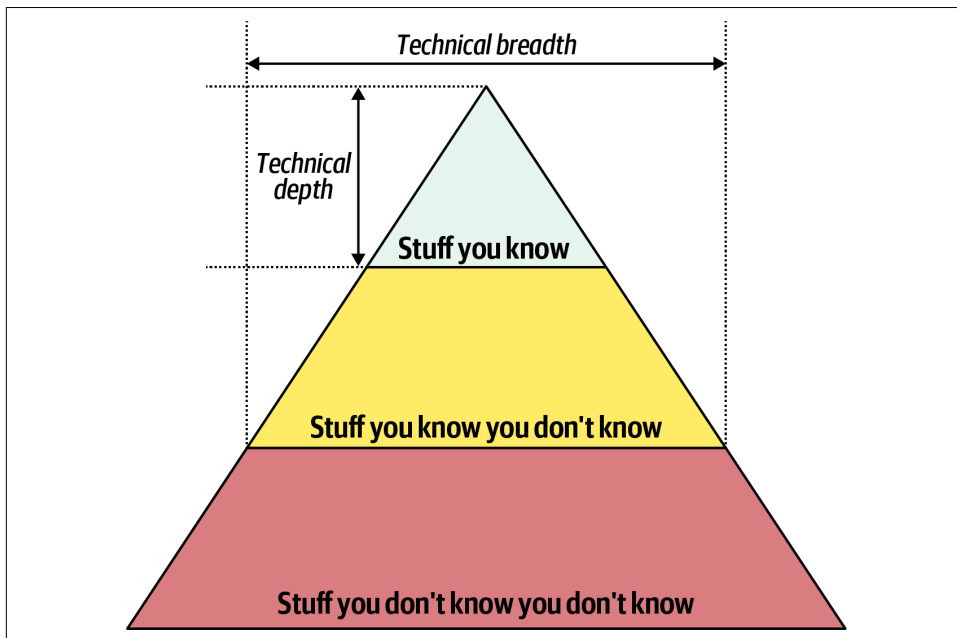 Technical breadth
Technical
depth
Stuff you know
Stuff you know you don't know
Stuff you don't know you don't know